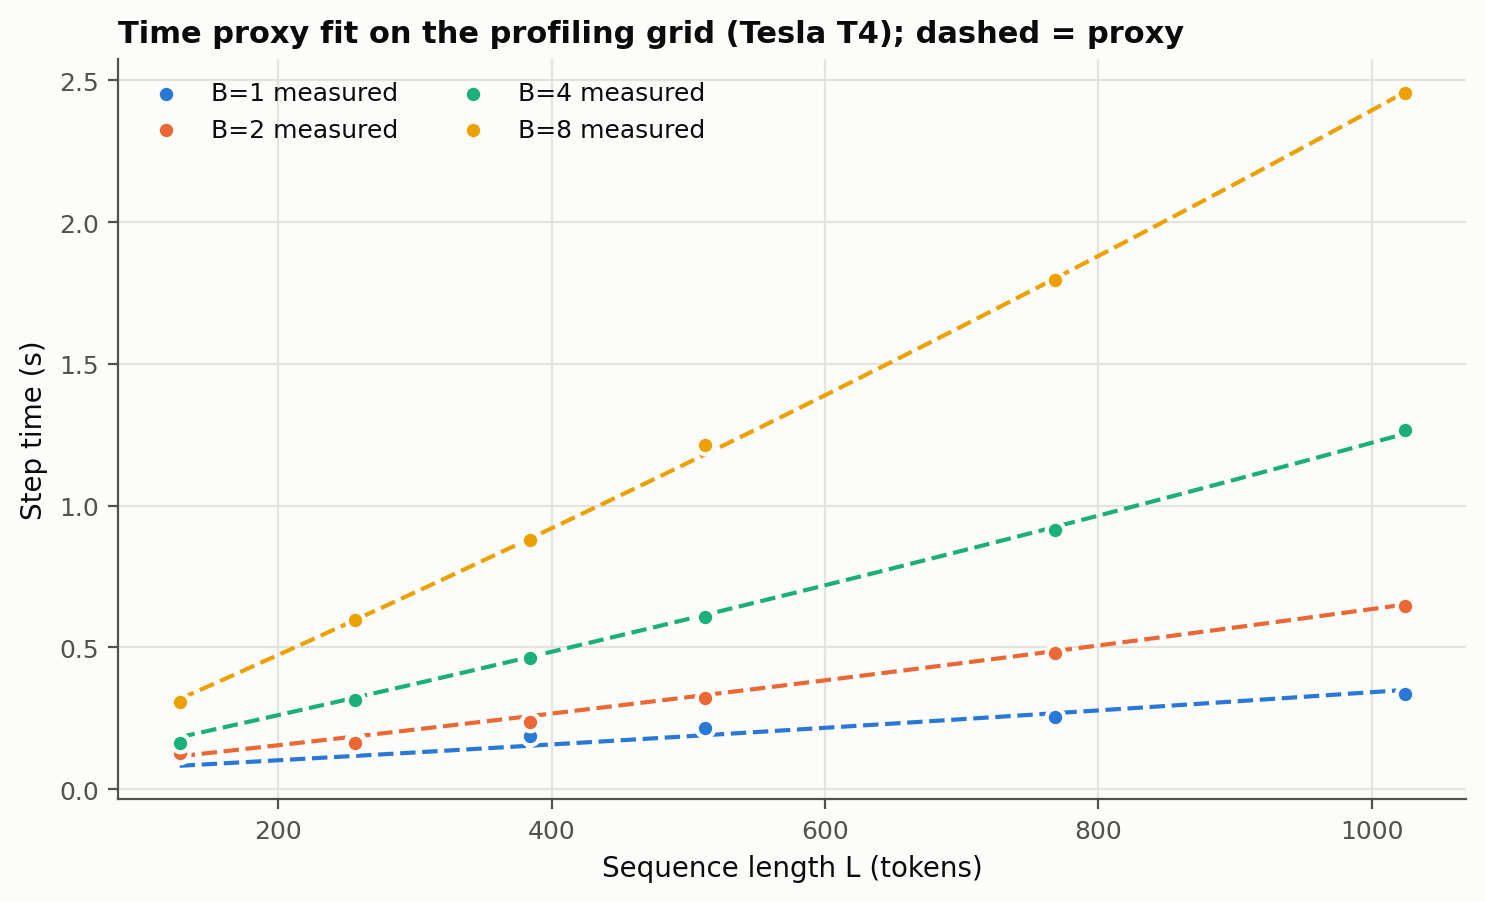 Time proxy fit on the profiling grid (Tesla T4); dashed = proxy
B=1 measured
B=2 measured
B=4 measured
B=8 measured
Step time (s)
2.5
2.0
1.5
1.0
0.5
0.0
200
400
600
800
1000
Sequence length L (tokens)